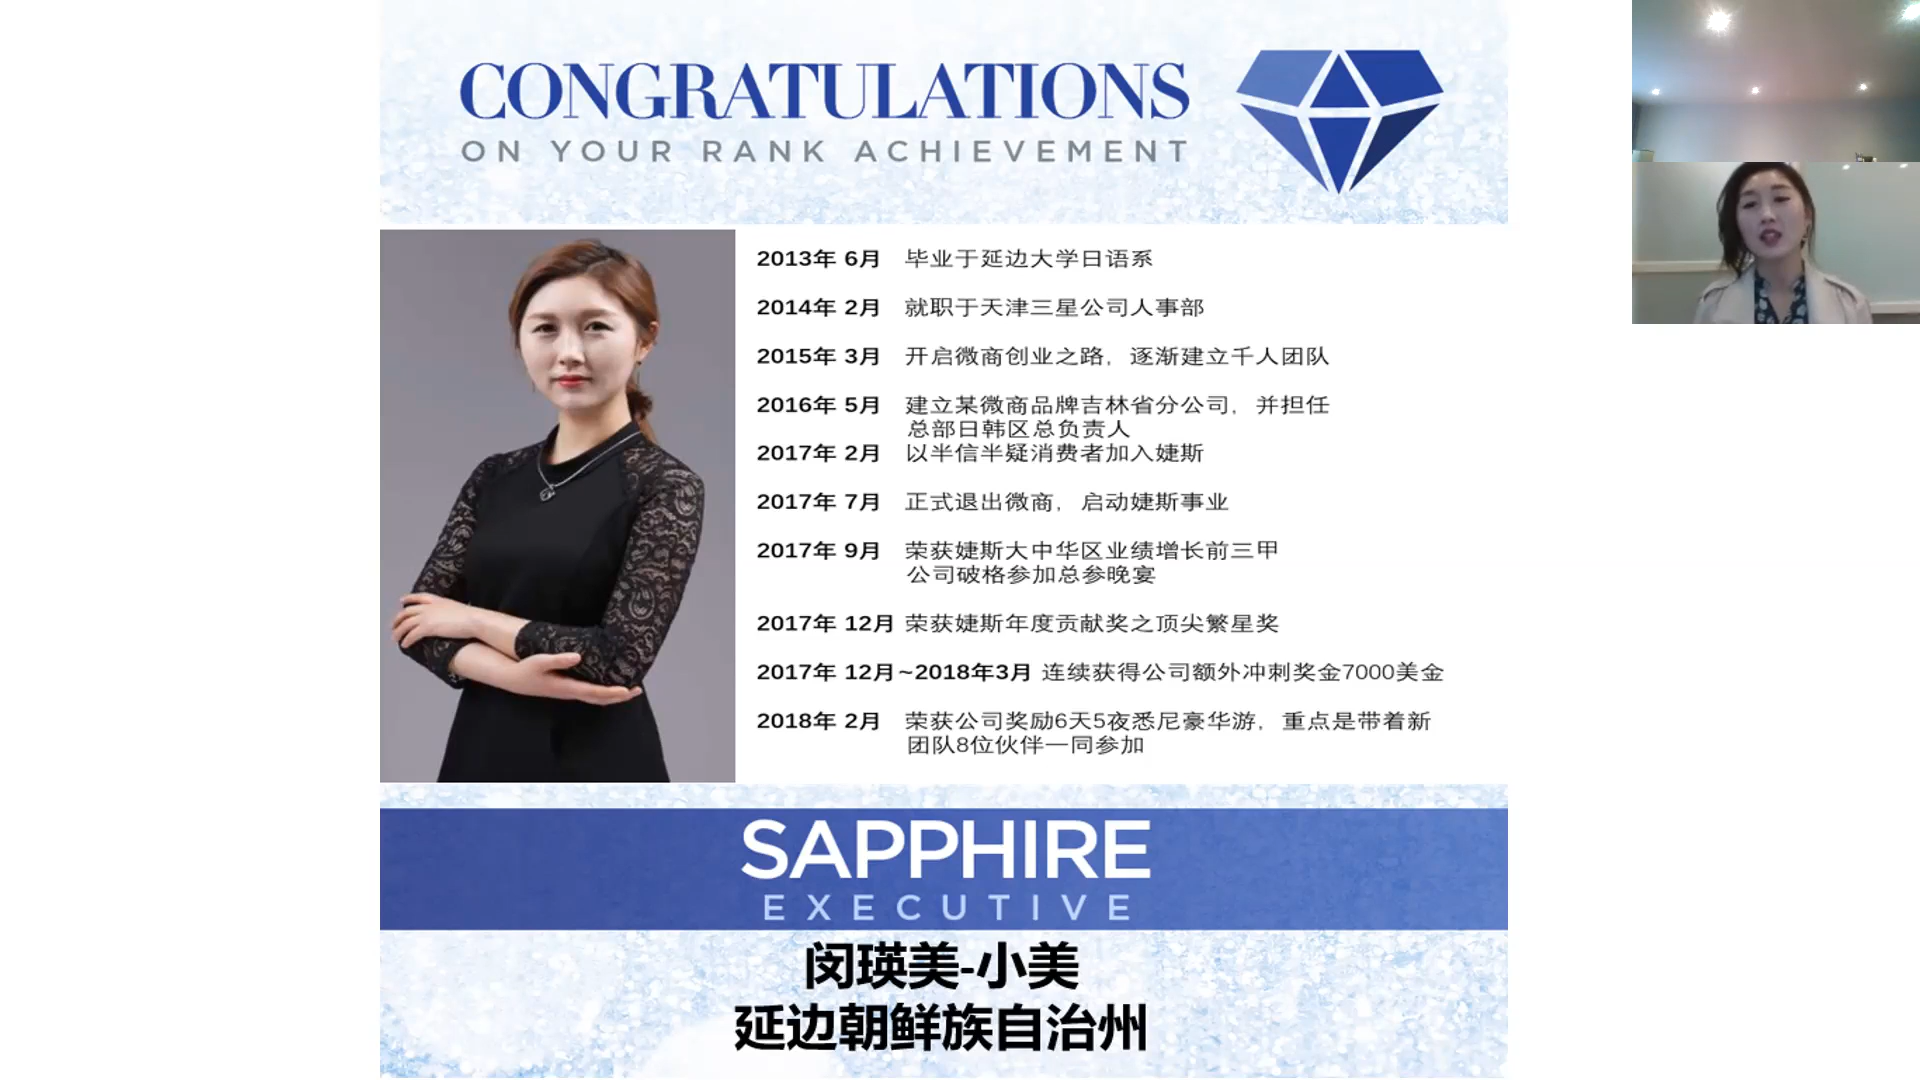 CONGRATULATIONS
ON YOUR RANK ACHIEVEMENT
2013年 6月 毕业于延边大学日语系
2014年 2月 就职于天津三星公司人事部
2015年 3月 开启微商创业之路，逐渐建立千人团队
2016年 5月 建立某微商品牌吉林省分公司，并担任
总部日韩区总负责人
2017年 2月 以半信半疑消费者加入婕斯
2017年 7月 正式退出微商，启动婕斯事业
2017年 9月 荣获婕斯大中华区业绩增长前三甲
公司破格参加总参晚宴
2017年 12月 荣获婕斯年度贡献奖之顶尖繁星奖
2017年 12月~2018年3月 连续获得公司额外冲刺奖金7000美金
2018年 2月 荣获公司奖励6天5夜悉尼豪华游，重点是带着新
团队8位伙伴一同参加
SAPPHIRE
EXECUTIVE
闵瑛美-小美
延边朝鲜族自治州